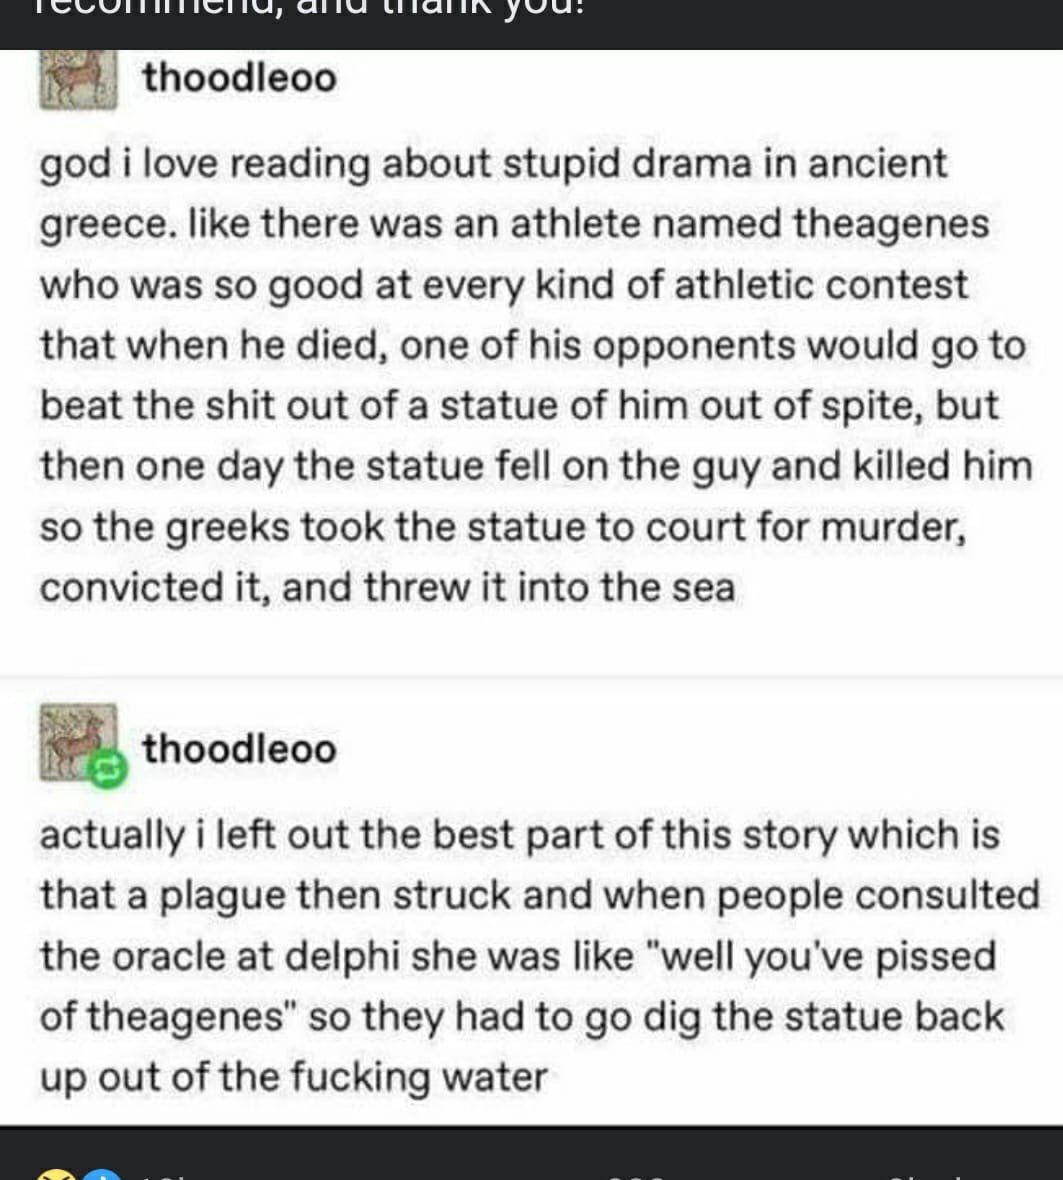 recommend, and thank you!
thoodleoo
god i love reading about stupid drama in ancient
greece. like there was an athlete named theagenes
who was so good at every kind of athletic contest
that when he died, one of his opponents would go to
beat the shit out of a statue of him out of spite, but
then one day the statue fell on the guy and killed him
so the greeks took the statue to court for murder,
convicted it, and threw it into the sea
thoodleoo
actually i left out the best part of this story which is
that a plague then struck and when people consulted
the oracle at delphi she was like "well you've pissed
of theagenes" so they had to go dig the statue back
up out of the fucking water